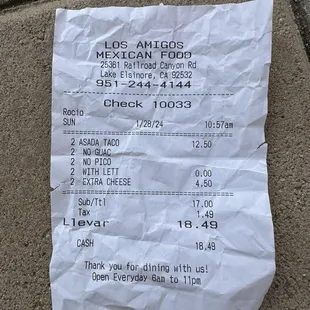 LOS AMIGOS
MEXICAN FOOD
25361 Railroad Canyon Rd
Lake Elsinore, CA 92532
951-244-4144
Check 10033
Rocio
SUN 1/28/24 10:57am
2 ASADA TACO 12.50
2 NO GUAC
2 NO PICO
2 WITH LETT 0.00
2 EXTRA CHEESE 4.50
Sub/Ttl 17.00
Tax 1.49
Llevar 18.49
CASH 18.49
Thank you for dining with us!
Open Everyday 6am to 11pm